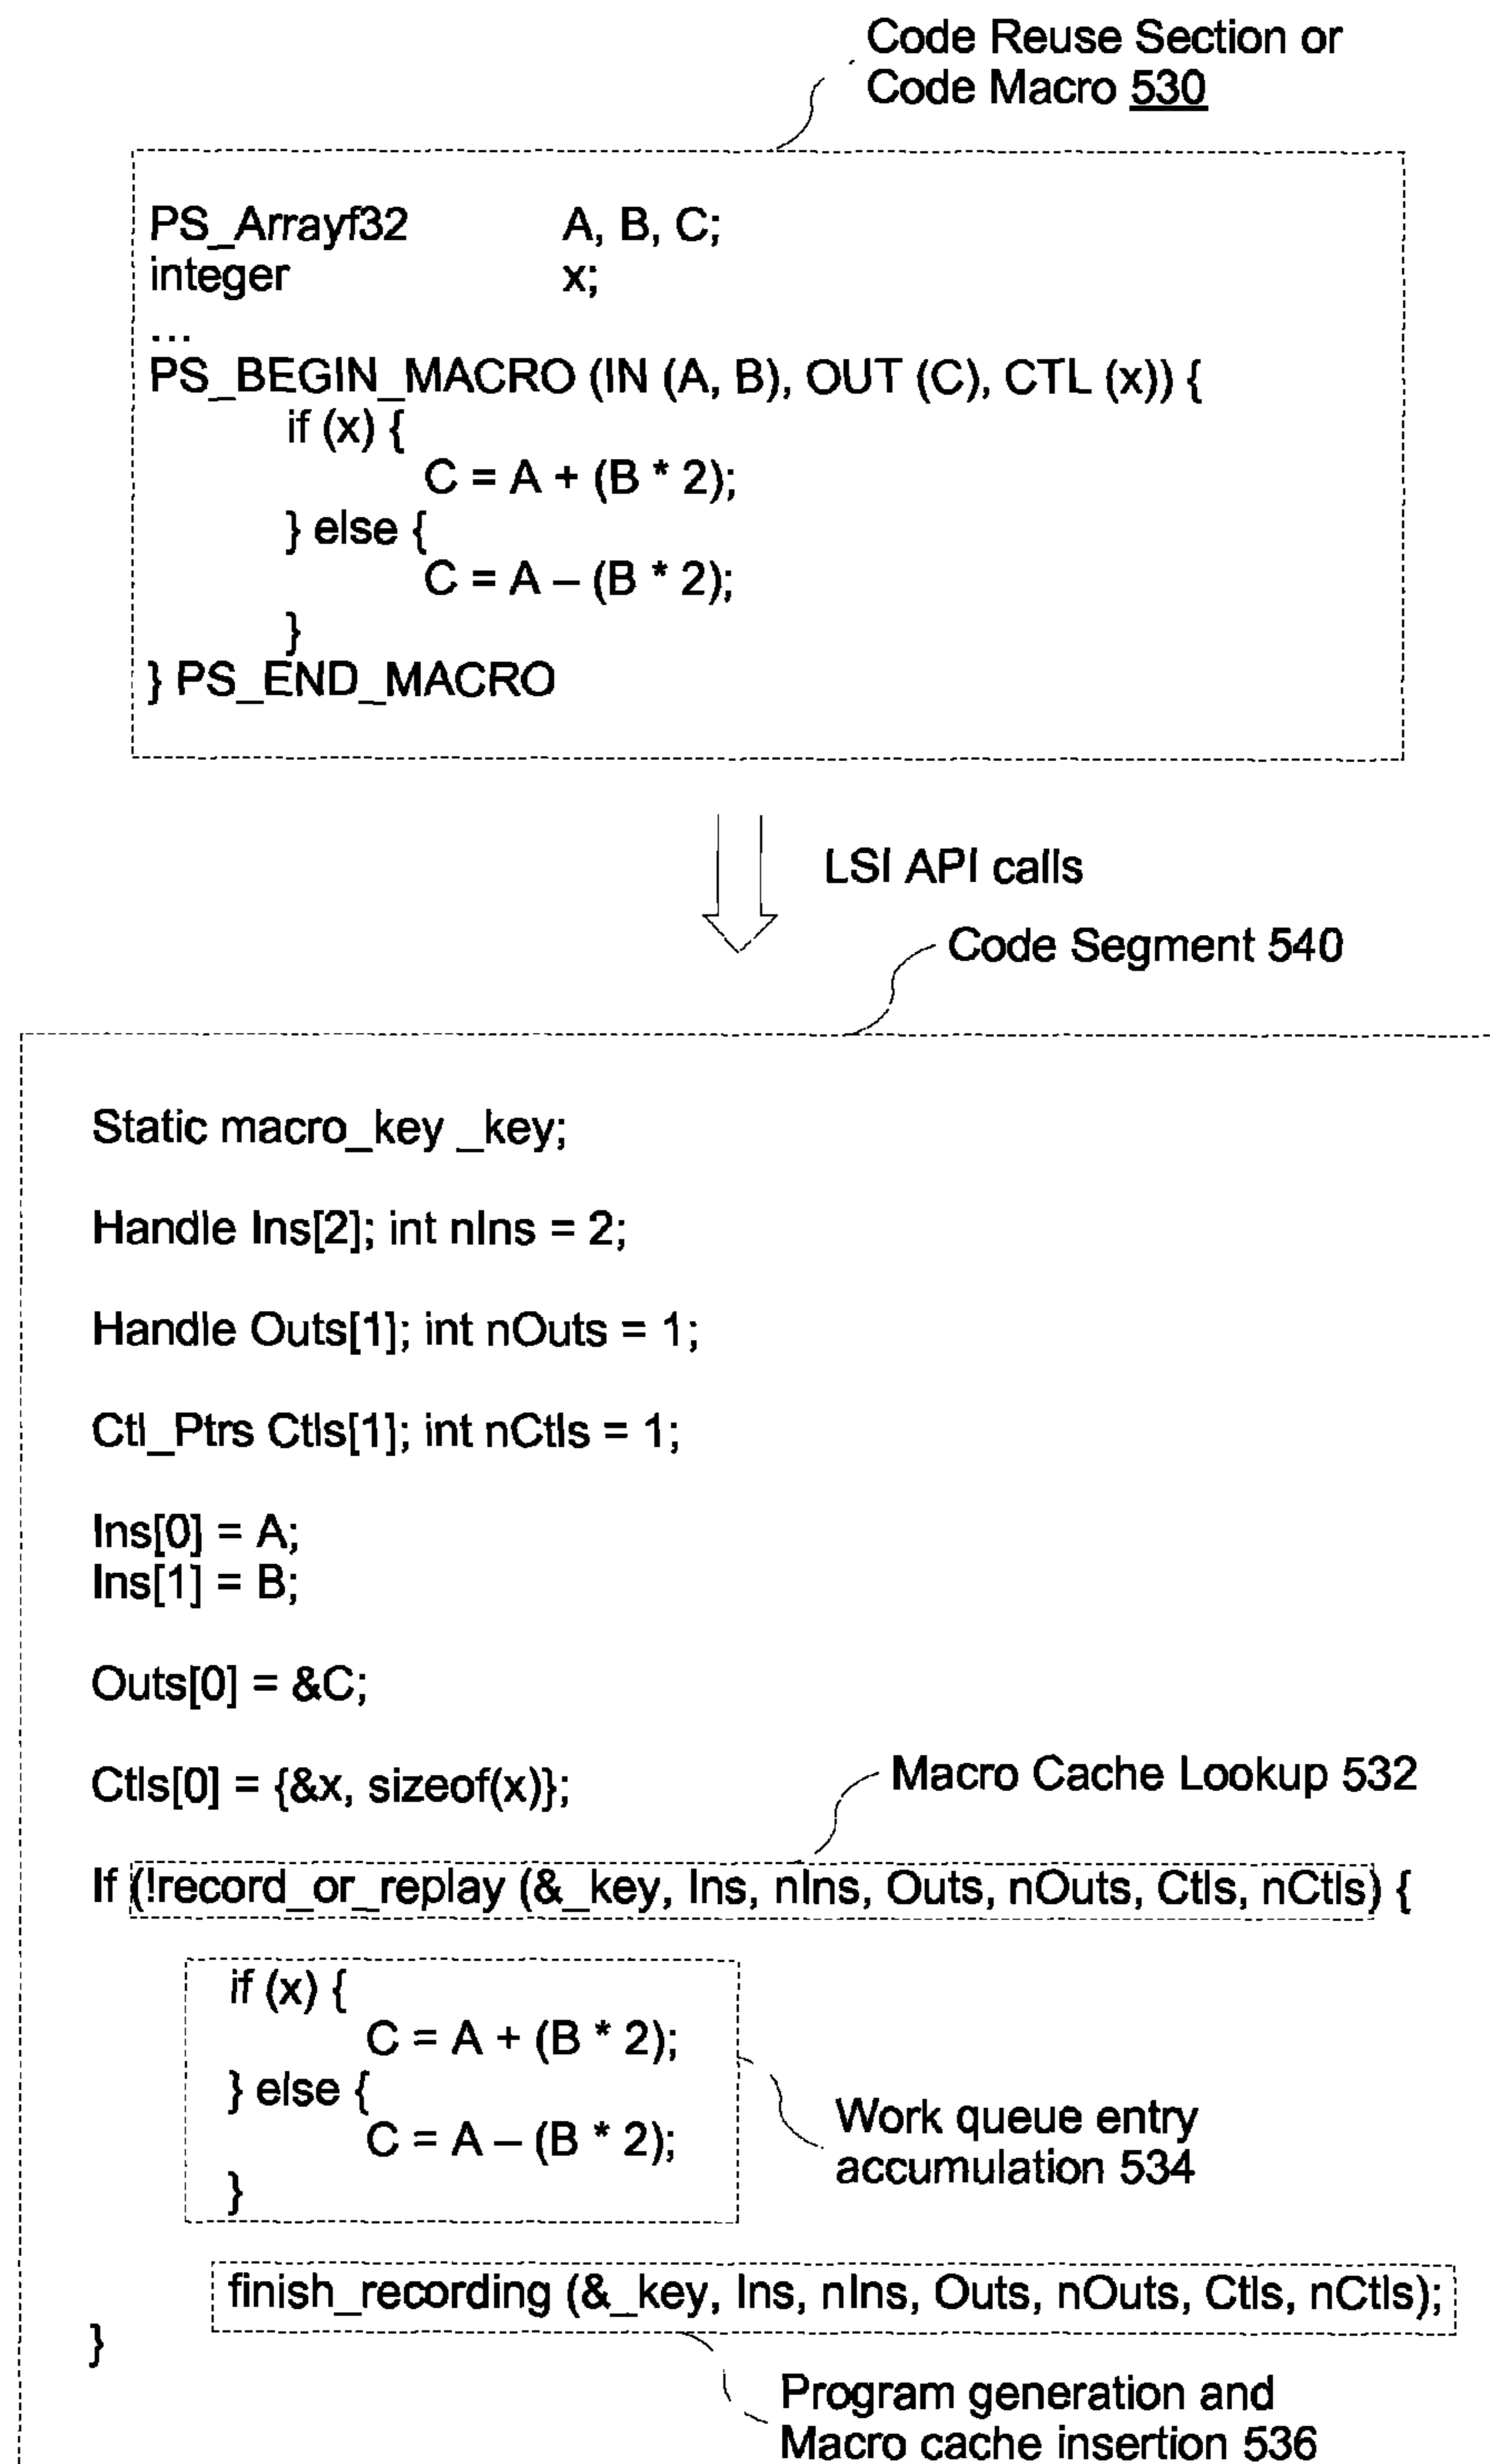 Code Reuse Section or
Code Macro 530
PS_Arrayf32 A, B, C;
integer x;
...
PS_BEGIN_MACRO (IN (A, B), OUT (C), CTL (x)) {
if (x) {
C = A + (B * 2);
} else {
C = A – (B * 2);
}
} PS_END_MACRO
LSI API calls
Code Segment 540
Static macro_key _key;
Handle Ins[2]; int nIns = 2;
Handle Outs[1]; int nOuts = 1;
Ctl_Ptrs Ctls[1]; int nCtls = 1;
Ins[0] = A;
Ins[1] = B;
Outs[0] = &C;
Ctls[0] = {&x, sizeof(x)};
Macro Cache Lookup 532
If (!record_or_replay (&_key, Ins, nIns, Outs, nOuts, Ctls, nCtls) {
if (x) {
C = A + (B * 2);
} else {
C = A – (B * 2);
}
Work queue entry
accumulation 534
finish_recording (&_key, Ins, nIns, Outs, nOuts, Ctls, nCtls);
}
Program generation and
Macro cache insertion 536